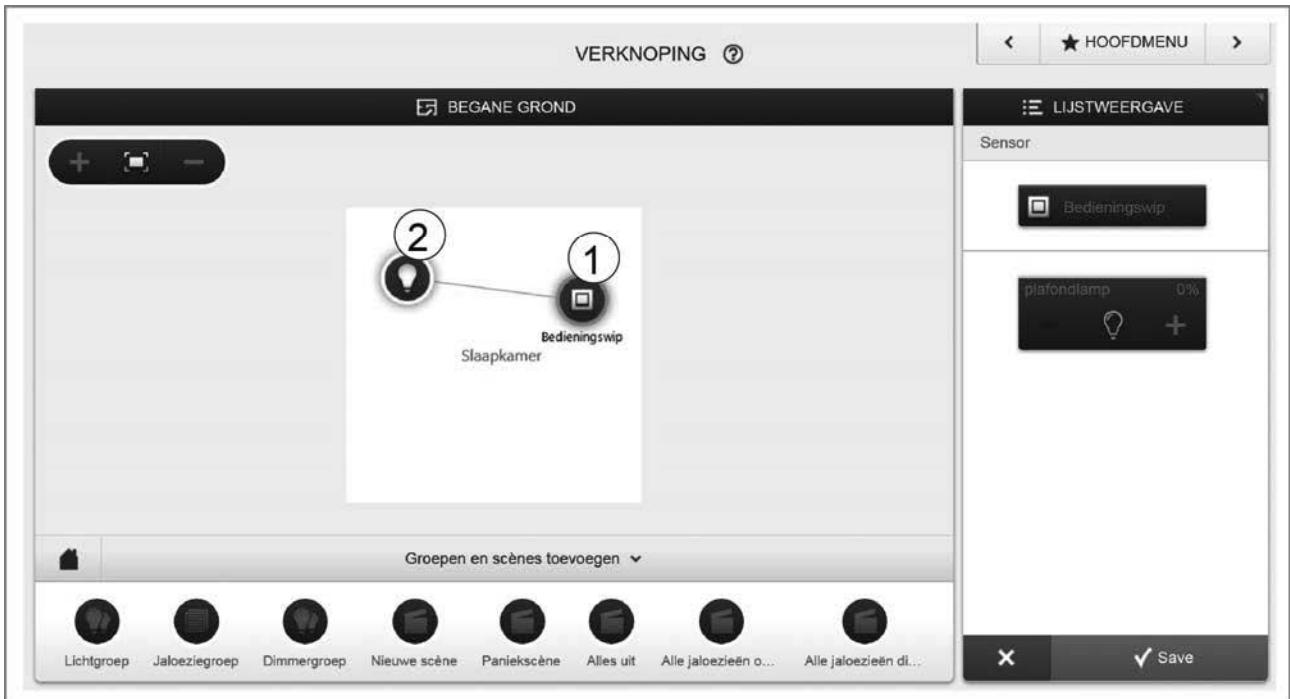 VERKNOPING ?
HOOFDMENU
BEGANE GROND
LIJSTWEERGAVE
Sensor
Bedieningswip
2
1
Bedieningswip
Slaapkamer
plafondlamp 0%
Groepen en scènes toevoegen
Lichtgroep
Jaloeziegroep
Dimmergroep
Nieuwe scène
Paniekscène
Alles uit
Alle jaloezieën o...
Alle jaloezieën di...
Save